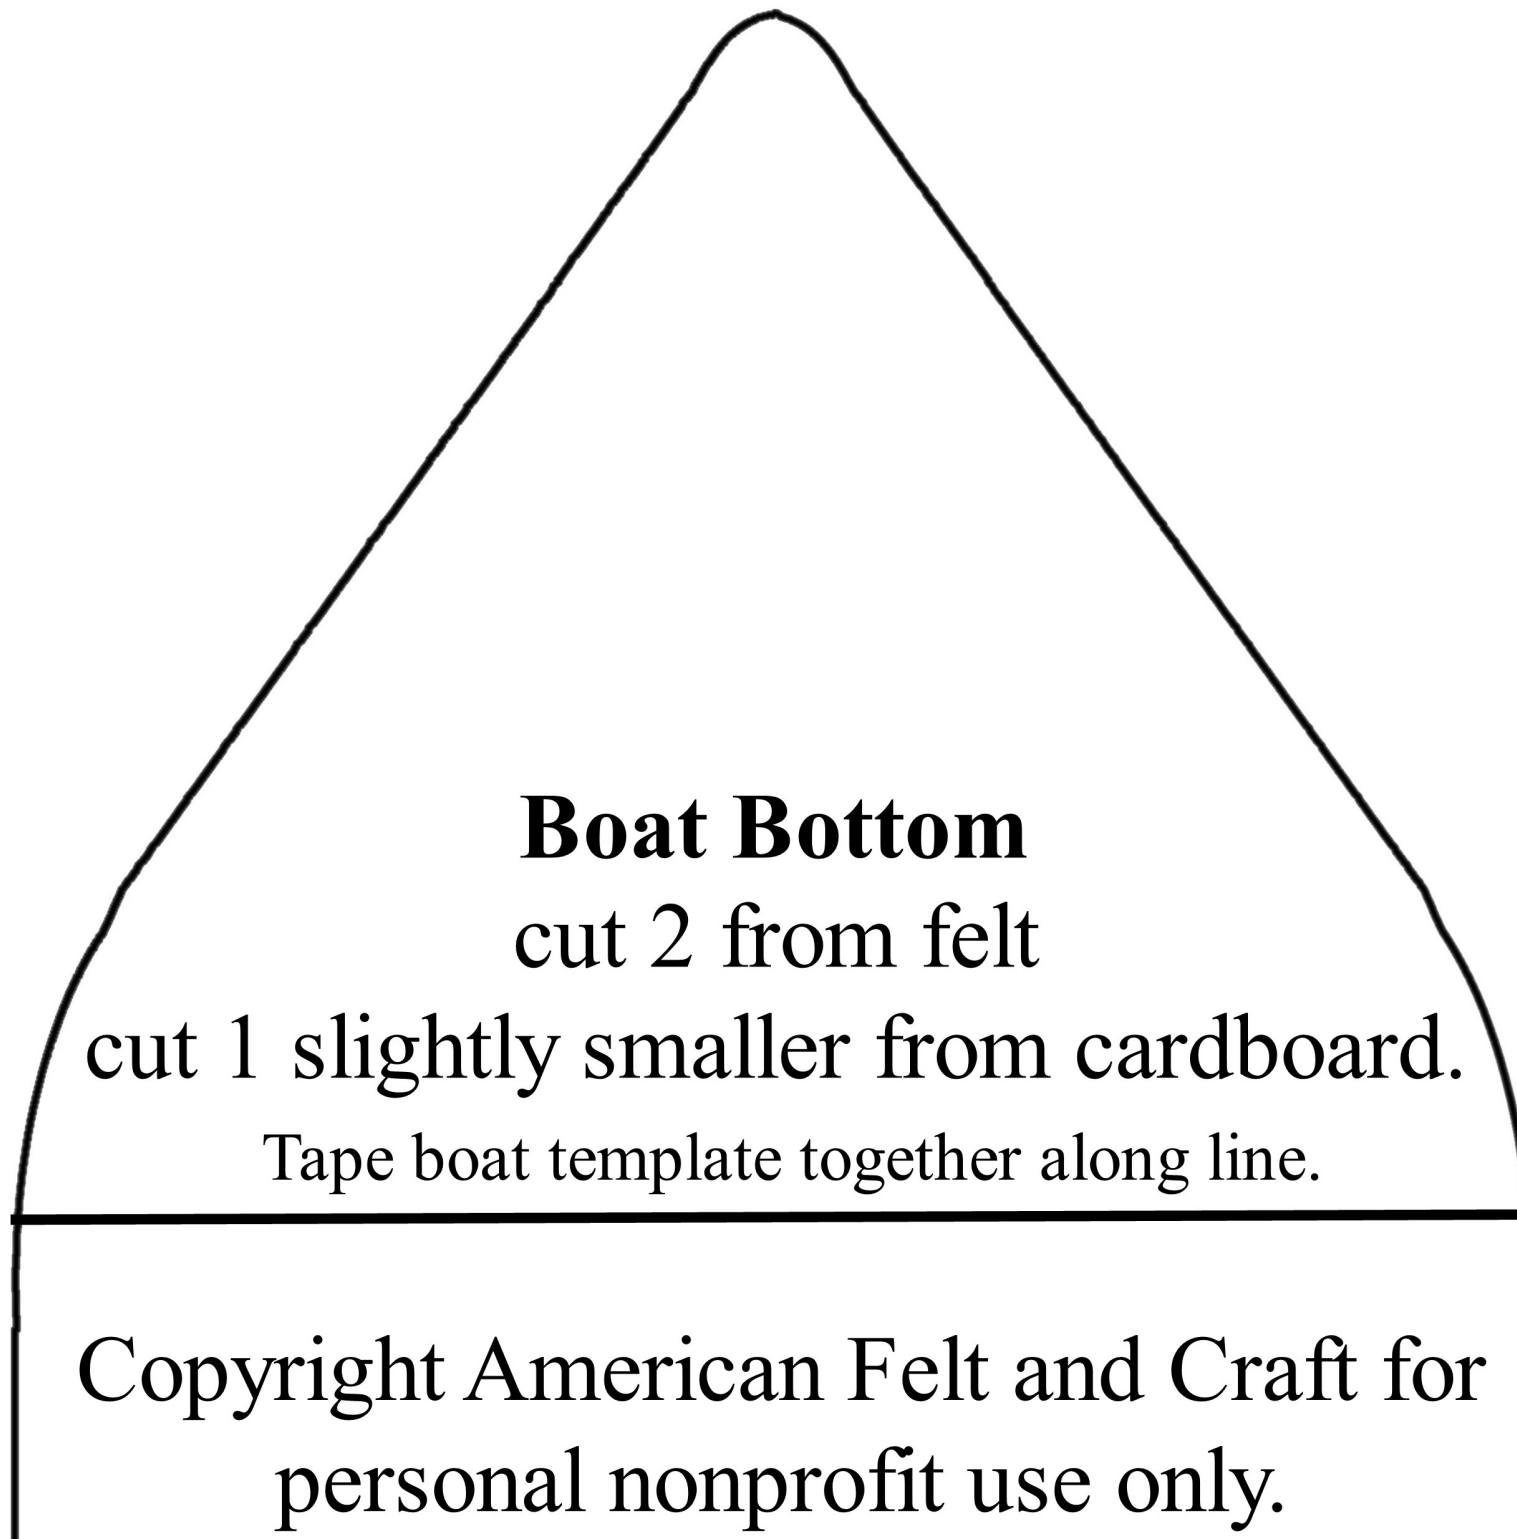 Boat Bottom
cut 2 from felt
cut 1 slightly smaller from cardboard.
Tape boat template together along line.
Copyright American Felt and Craft for
personal nonprofit use only.